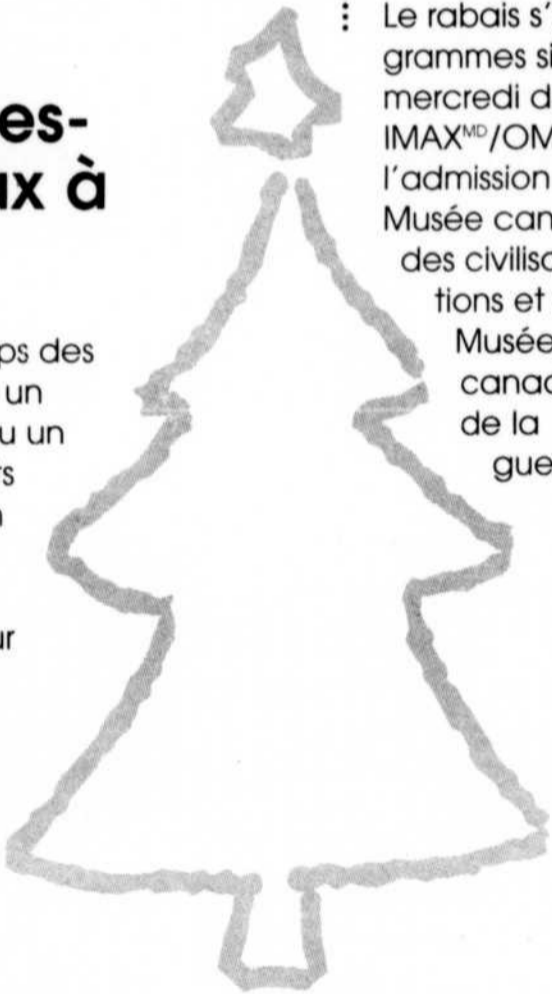 es-
x à
ps des
un
u un
rs
n
ur
Le rabais s'
grammes si
mercredi d
IMAXᴹᴰ/OM
l'admission
Musée can
des civilisa
tions et
Musée
canad
de la
gue